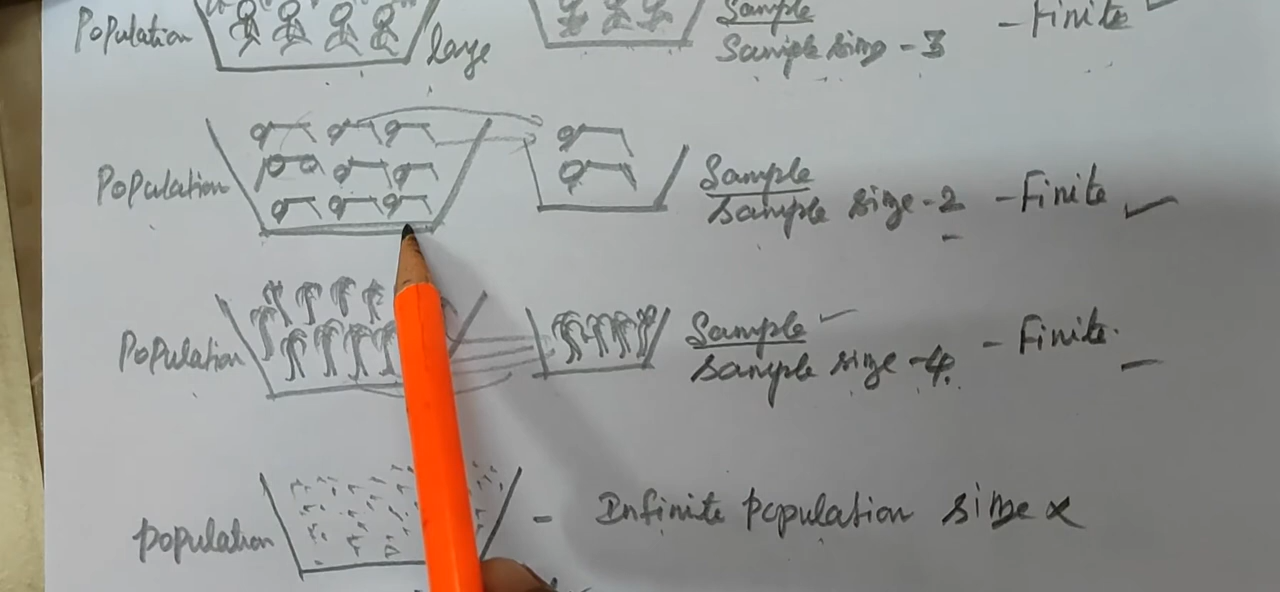 Population
large
Sample
Sample size - 3
- Finite
Population
Sample
Sample size - 2
- Finite
Population
Sample
Sample size - 4
- Finite
population
- Infinite population size ∝